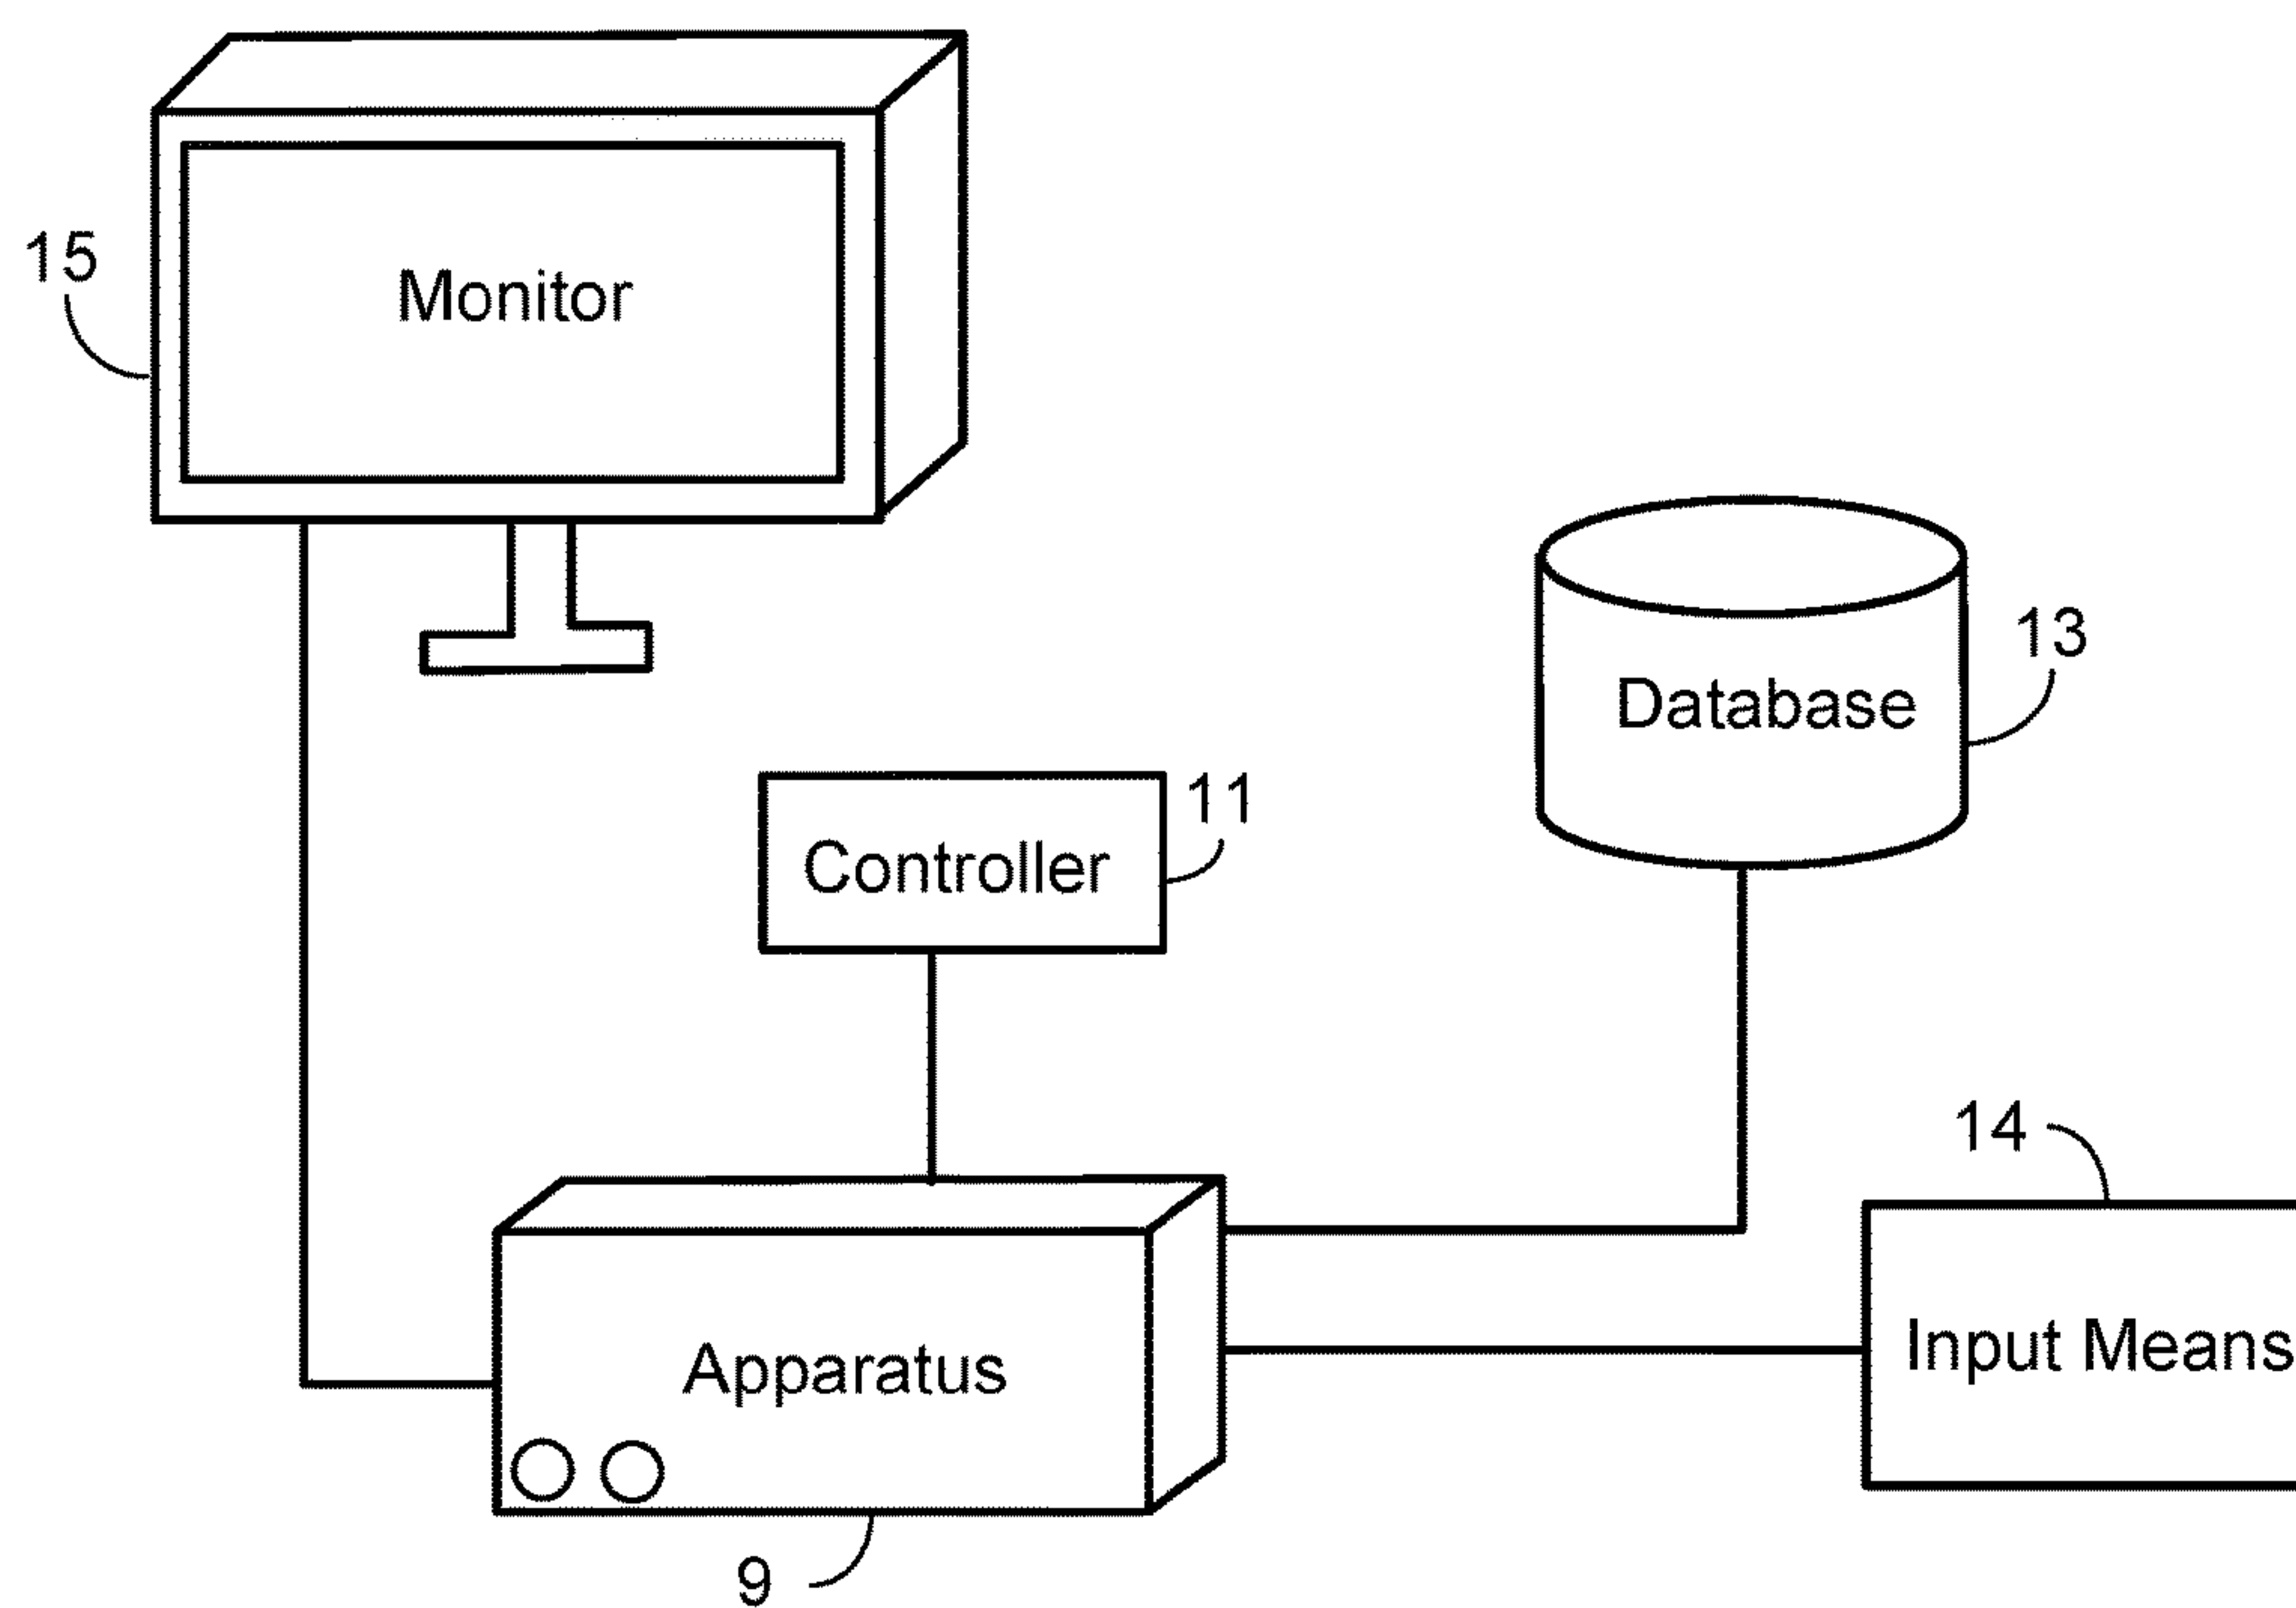 15
Monitor
13
Database
11
Controller
14
Input Means
Apparatus
9